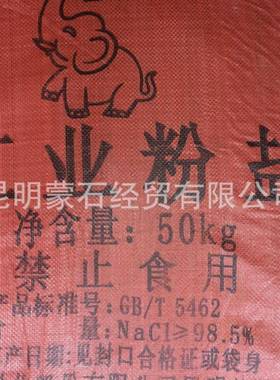 业粉盐
昆明蒙石经贸有限公司
净含量：50kg
禁止食用
产品标准号：GB/T 5462
量：NaCl≥98.5%
产日期：见封口合格证或袋身